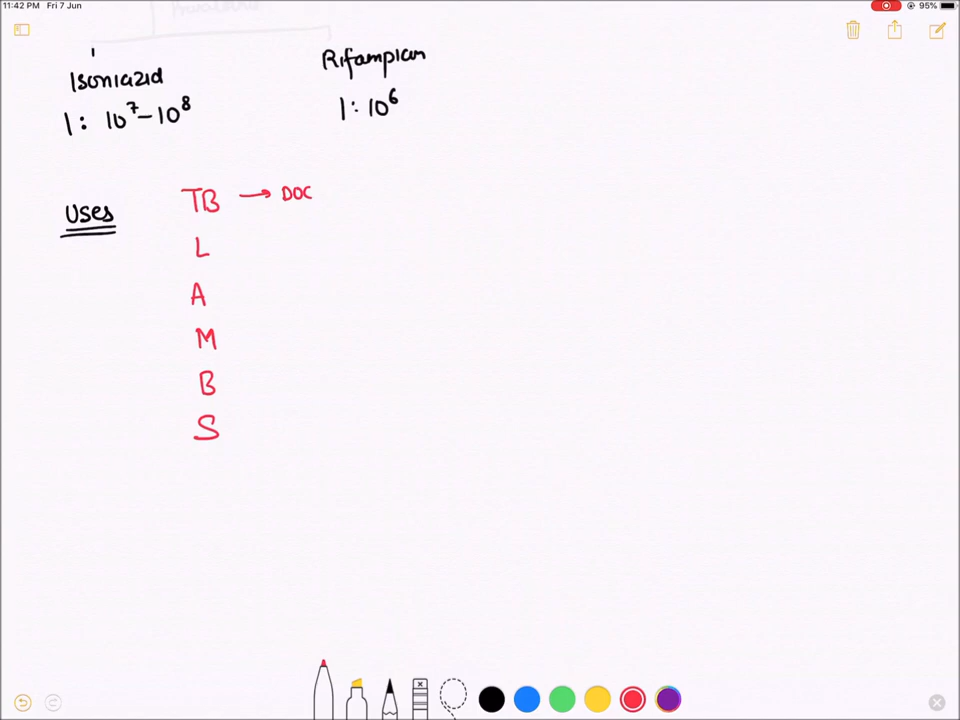 11:42 PM Fri 7 Jun
95%
Isoniazid
Rifampicin
1: 10⁷-10⁸
1: 10⁶
Uses
TB → DOC
L
A
M
B
S